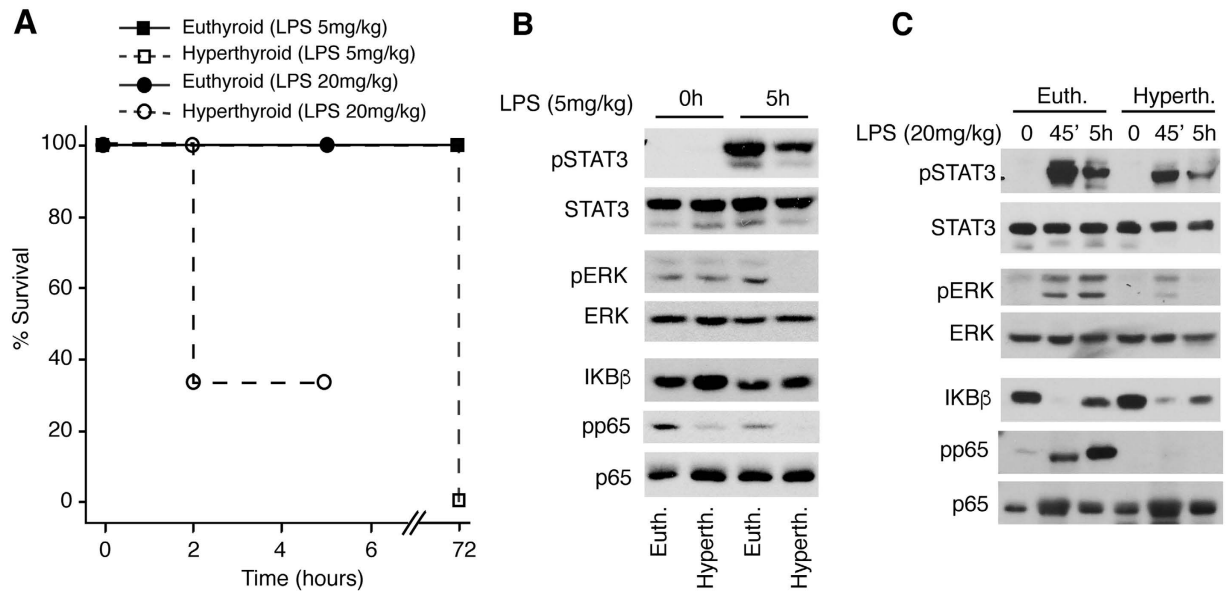 A
Euthyroid (LPS 5mg/kg)
Hyperthyroid (LPS 5mg/kg)
Euthyroid (LPS 20mg/kg)
Hyperthyroid (LPS 20mg/kg)
% Survival
100
80
60
40
20
0
0 2 4 6 72
Time (hours)
B
LPS (5mg/kg) 0h 5h
pSTAT3
STAT3
pERK
ERK
IKBβ
pp65
p65
Euth. Hyperth. Euth. Hyperth.
C
Euth. Hyperth.
LPS (20mg/kg) 0 45’ 5h 0 45’ 5h
pSTAT3
STAT3
pERK
ERK
IKBβ
pp65
p65